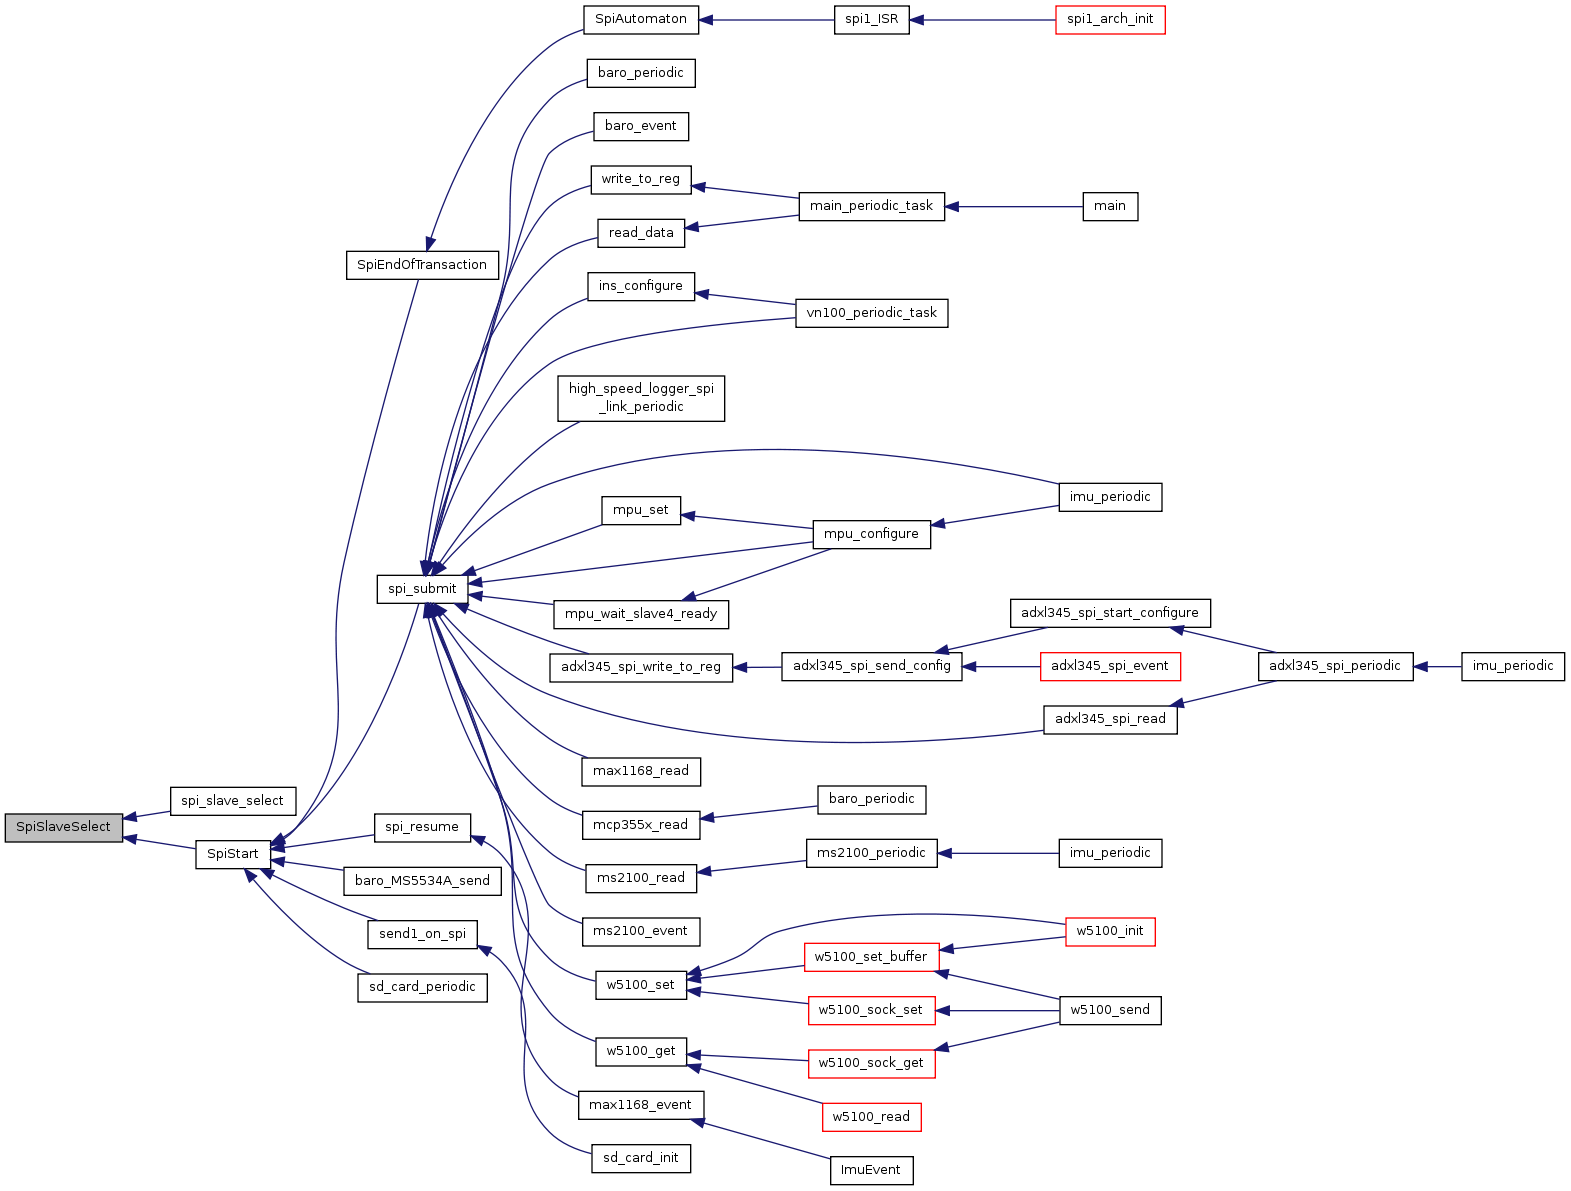 SpiAutomaton
spi1_ISR
spi1_arch_init
baro_periodic
baro_event
write_to_reg
main_periodic_task
main
read_data
SpiEndOfTransaction
ins_configure
vn100_periodic_task
high_speed_logger_spi
_link_periodic
imu_periodic
mpu_set
mpu_configure
spi_submit
mpu_wait_slave4_ready
adxl345_spi_start_configure
adxl345_spi_write_to_reg
adxl345_spi_send_config
adxl345_spi_event
adxl345_spi_periodic
imu_periodic
adxl345_spi_read
max1168_read
spi_slave_select
baro_periodic
SpiSlaveSelect
spi_resume
mcp355x_read
SpiStart
ms2100_periodic
imu_periodic
baro_MS5534A_send
ms2100_read
send1_on_spi
ms2100_event
w5100_init
w5100_set_buffer
sd_card_periodic
w5100_set
w5100_sock_set
w5100_send
w5100_get
w5100_sock_get
max1168_event
w5100_read
sd_card_init
ImuEvent